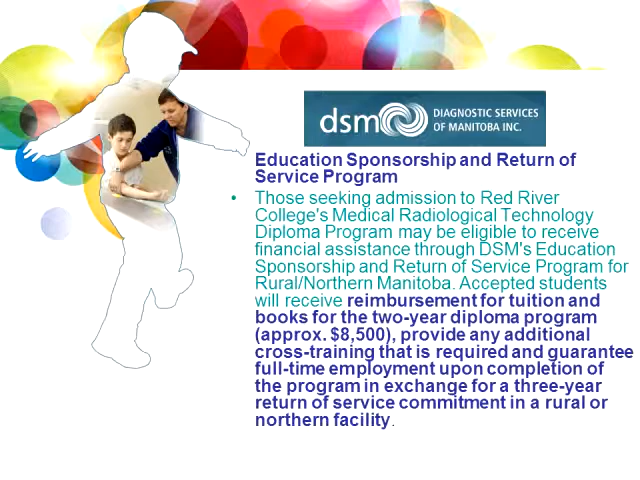 dsm DIAGNOSTIC SERVICES
OF MANITOBA INC.
Education Sponsorship and Return of
Service Program
• Those seeking admission to Red River
College's Medical Radiological Technology
Diploma Program may be eligible to receive
financial assistance through DSM's Education
Sponsorship and Return of Service Program for
Rural/Northern Manitoba. Accepted students
will receive reimbursement for tuition and
books for the two-year diploma program
(approx. $8,500), provide any additional
cross-training that is required and guarantee
full-time employment upon completion of
the program in exchange for a three-year
return of service commitment in a rural or
northern facility.